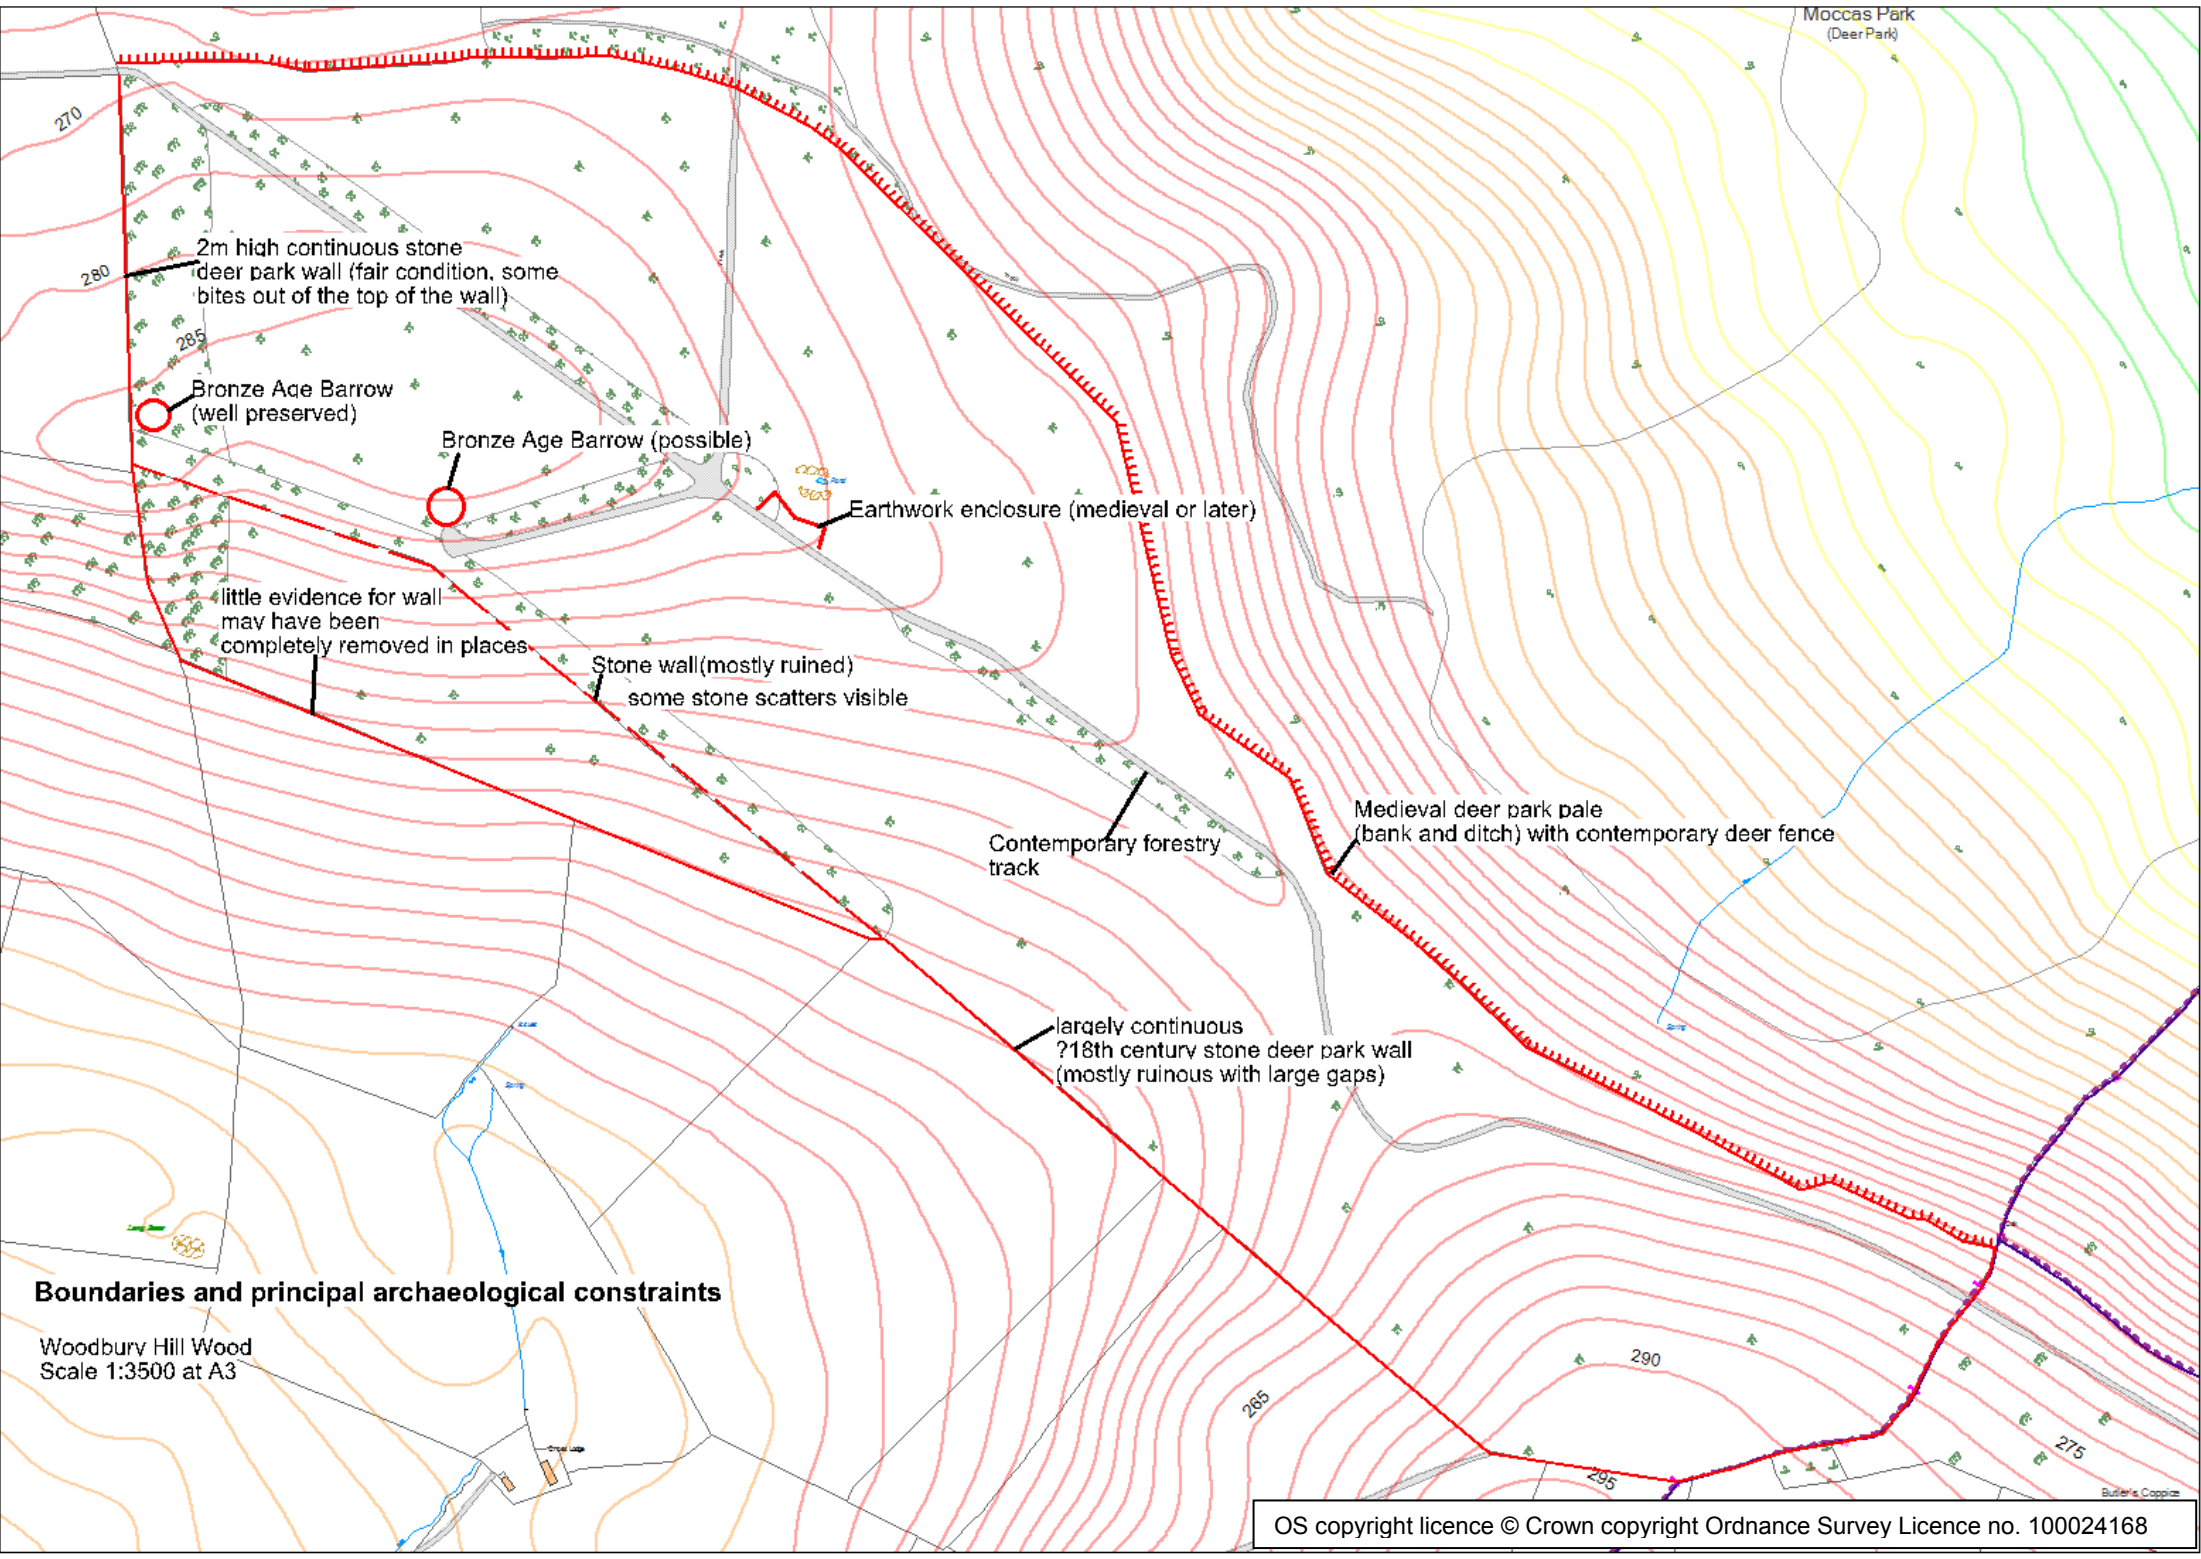 Moccas Park
(Deer Park)
270
2m high continuous stone
deer park wall (fair condition, some
bites out of the top of the wall)
280
285
Bronze Age Barrow
(well preserved)
Bronze Age Barrow (possible)
Earthwork enclosure (medieval or later)
little evidence for wall
may have been
completely removed in places
Stone wall(mostly ruined)
some stone scatters visible
Medieval deer park pale
(bank and ditch) with contemporary deer fence
Contemporary forestry
track
largely continuous
?18th century stone deer park wall
(mostly ruinous with large gaps)
Spring
Spring
Boundaries and principal archaeological constraints
Woodbury Hill Wood
Scale 1:3500 at A3
290
265
275
295
Butler's Coppice
OS copyright licence © Crown copyright Ordnance Survey Licence no. 100024168